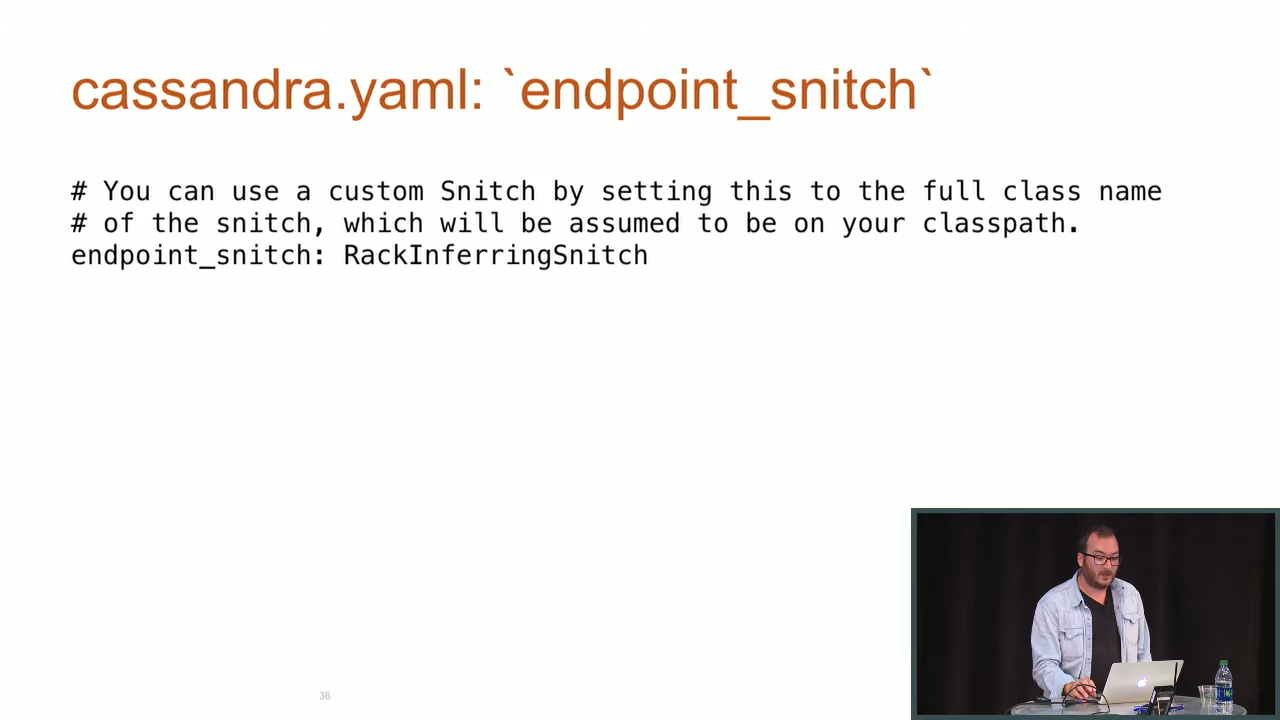 cassandra.yaml: `endpoint_snitch`
# You can use a custom Snitch by setting this to the full class name
# of the snitch, which will be assumed to be on your classpath.
endpoint_snitch: RackInferringSnitch
36